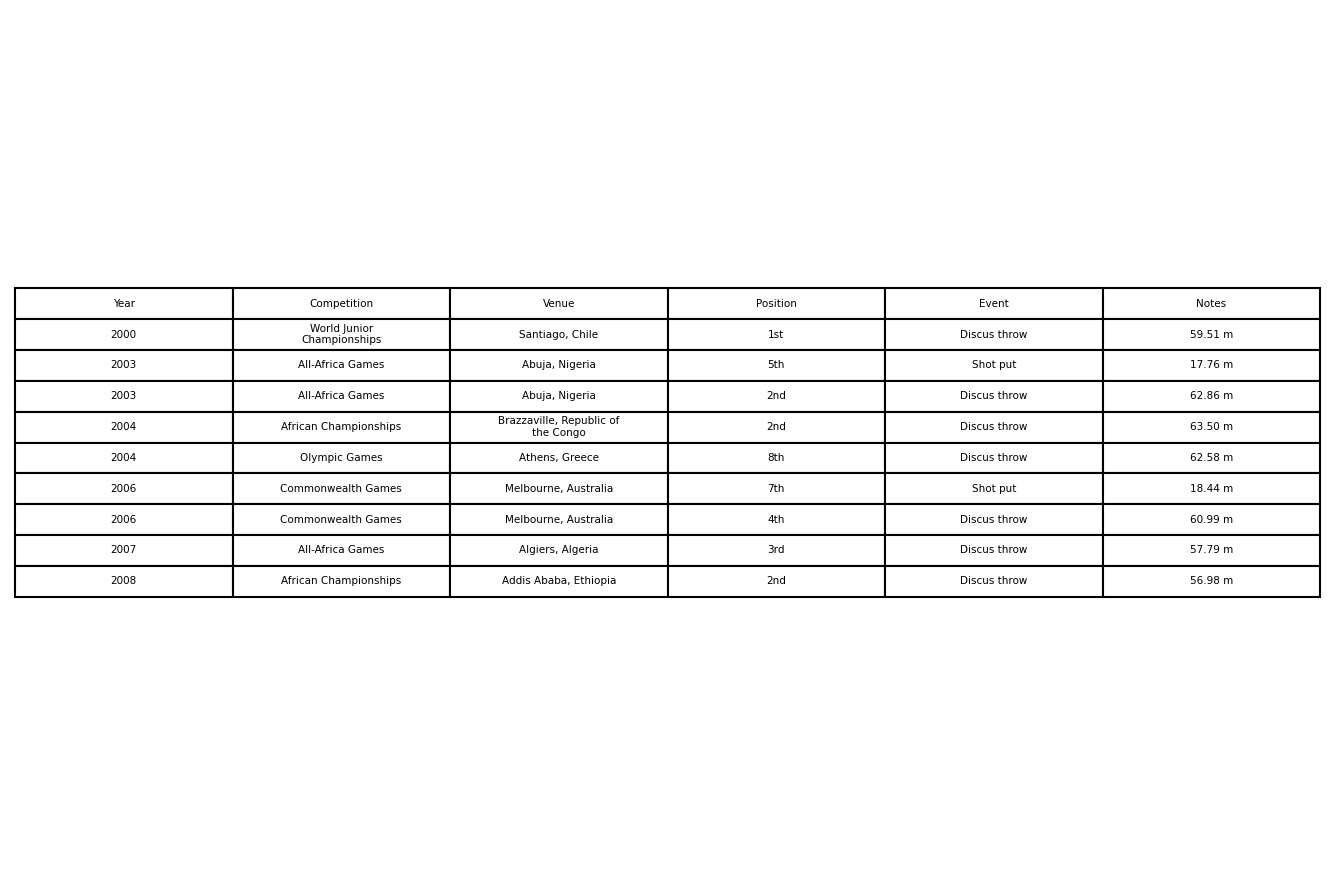 Year Competition Venue Position Event Notes
2000 World Junior Championships Santiago, Chile 1st Discus throw 59.51 m
2003 All-Africa Games Abuja, Nigeria 5th Shot put 17.76 m
2003 All-Africa Games Abuja, Nigeria 2nd Discus throw 62.86 m
2004 African Championships Brazzaville, Republic of the Congo 2nd Discus throw 63.50 m
2004 Olympic Games Athens, Greece 8th Discus throw 62.58 m
2006 Commonwealth Games Melbourne, Australia 7th Shot put 18.44 m
2006 Commonwealth Games Melbourne, Australia 4th Discus throw 60.99 m
2007 All-Africa Games Algiers, Algeria 3rd Discus throw 57.79 m
2008 African Championships Addis Ababa, Ethiopia 2nd Discus throw 56.98 m